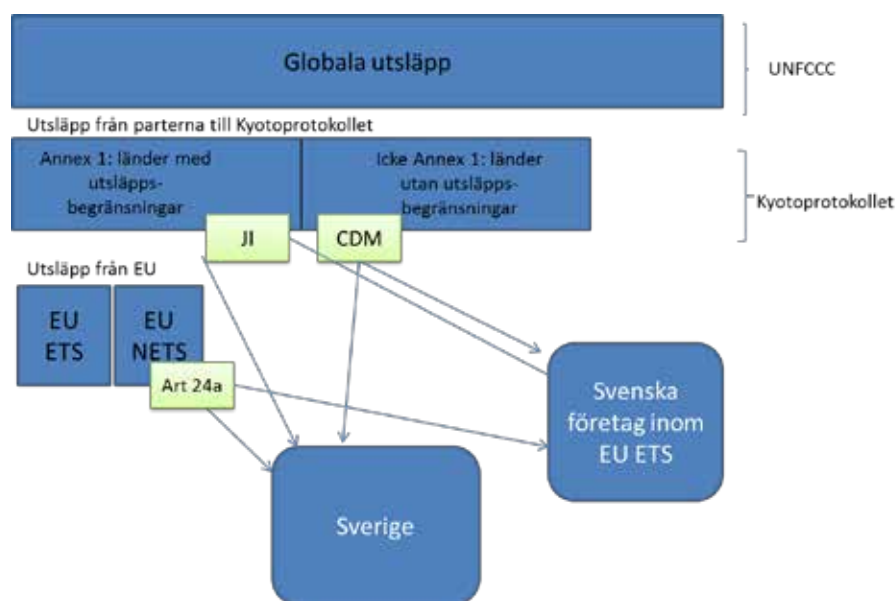 Globala utsläpp
UNFCCC
Utsläpp från parterna till Kyotoprotokollet
Annex 1: länder med
utsläpps-
begränsningar
Icke Annex 1: länder
utan utsläpps-
begränsningar
Kyotoprotokollet
JI
CDM
Utsläpp från EU
EU
ETS
EU
NETS
Art 24a
Svenska
företag inom
EU ETS
Sverige